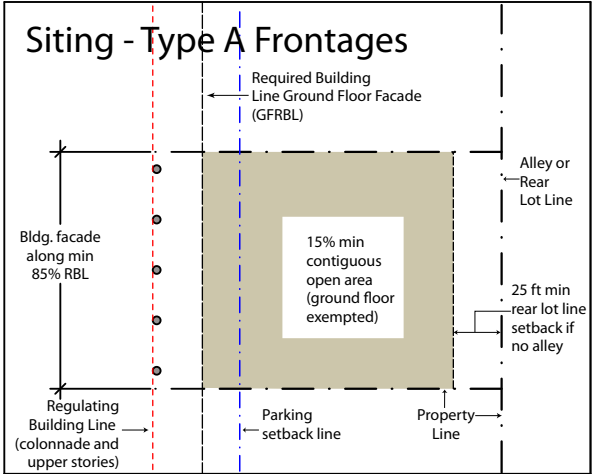 Siting - Type A Frontages
Required Building
Line Ground Floor Facade
(GFRBL)
Alley or
Rear
Lot Line
Bldg. facade
along min
85% RBL
15% min
contiguous
open area
(ground floor
exempted)
25 ft min
rear lot line
setback if
no alley
Regulating
Building Line
(colonnade and
upper stories)
Parking
setback line
Property
Line